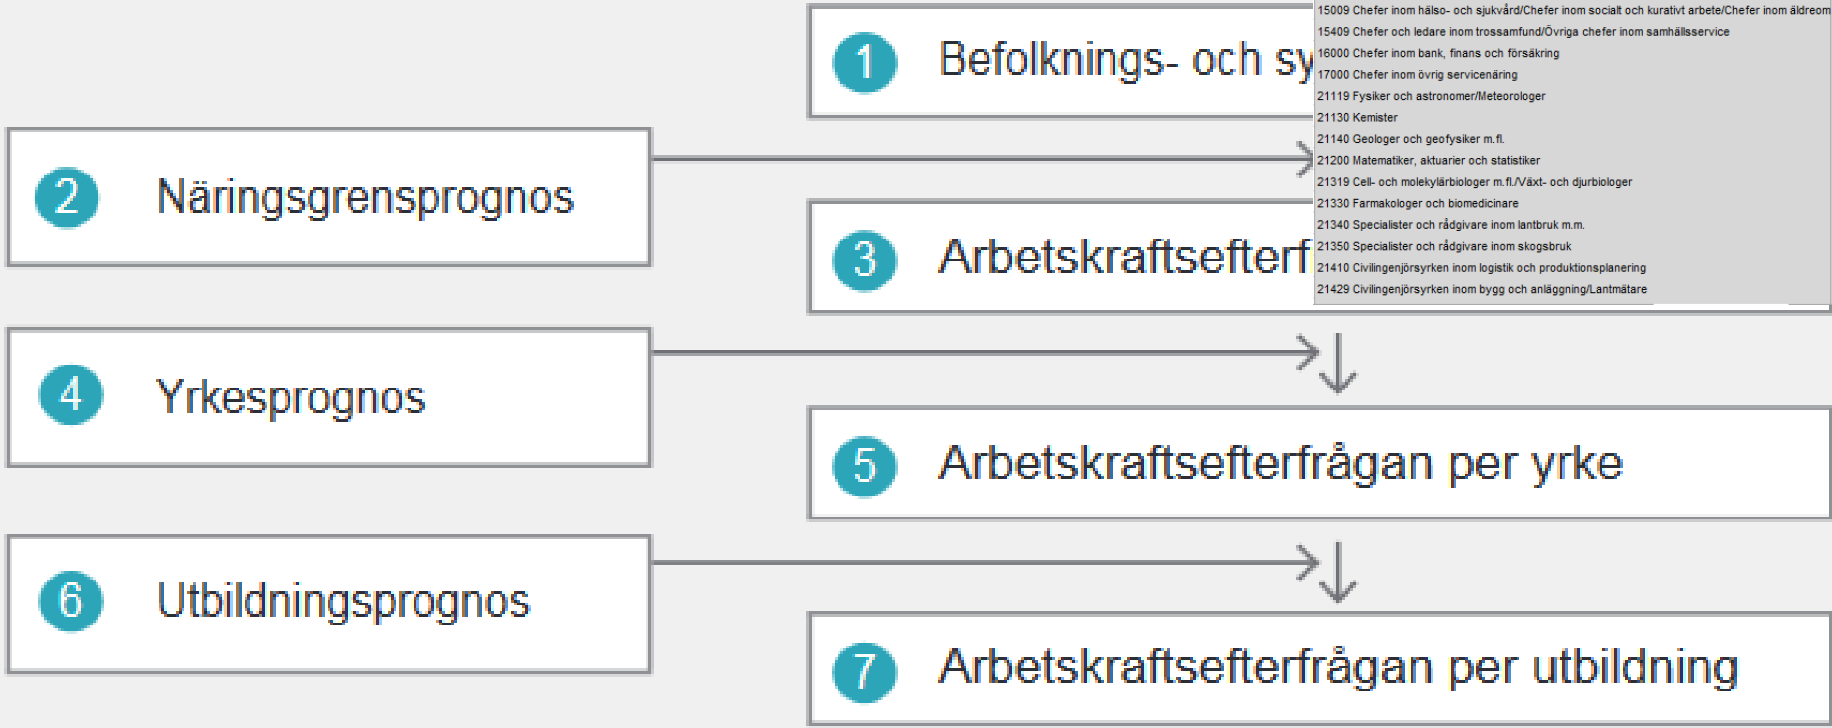 1 Befolknings- och sy
2 Näringsgrensprognos
3 Arbetskraftsefterf
4 Yrkesprognos
5 Arbetskraftsefterfrågan per yrke
6 Utbildningsprognos
7 Arbetskraftsefterfrågan per utbildning
15009 Chefer inom hälso- och sjukvård/Chefer inom socialt och kurativt arbete/Chefer inom äldreom
15409 Chefer och ledare inom trossamfund/Övriga chefer inom samhällsservice
16000 Chefer inom bank, finans och försäkring
17000 Chefer inom övrig servicenäring
21119 Fysiker och astronomer/Meteorologer
21130 Kemister
21140 Geologer och geofysiker m.fl.
21200 Matematiker, aktuarier och statistiker
21319 Cell- och molekylärbiologer m.fl./Växt- och djurbiologer
21330 Farmakologer och biomedicinare
21340 Specialister och rådgivare inom lantbruk m.m.
21350 Specialister och rådgivare inom skogsbruk
21410 Civilingenjörsyrken inom logistik och produktionsplanering
21429 Civilingenjörsyrken inom bygg och anläggning/Lantmätare